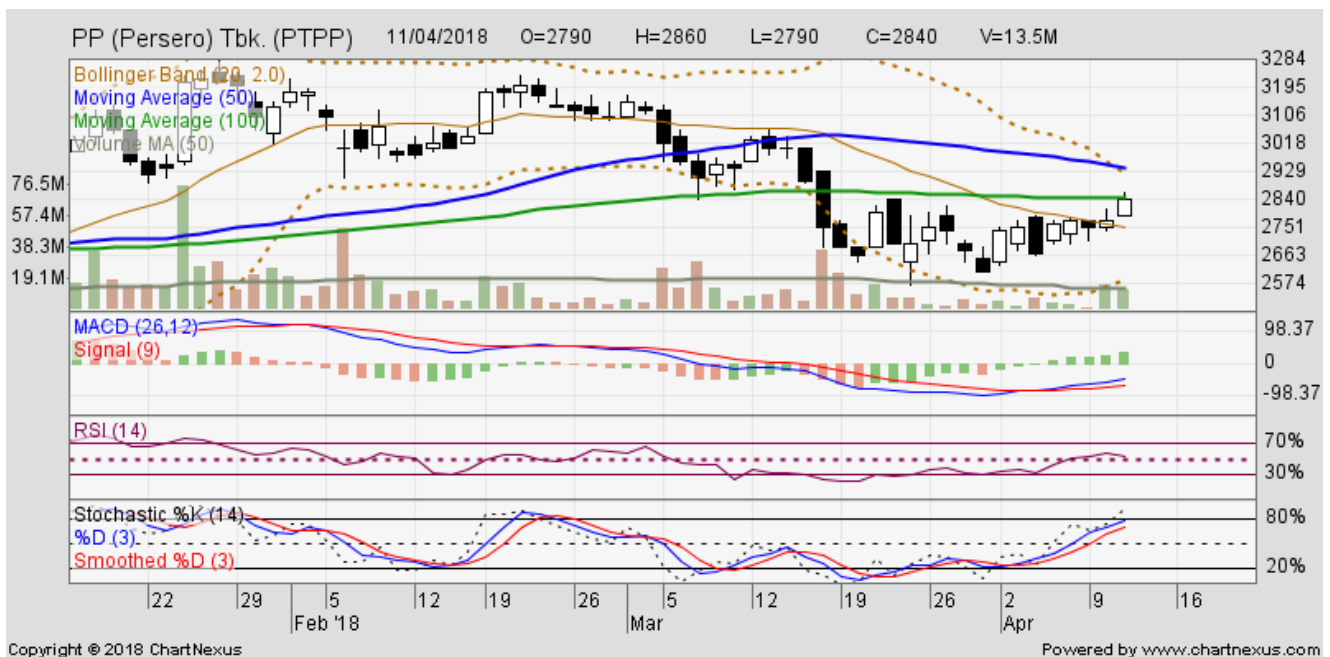 PP (Persero) Tbk. (PTPP) 11/04/2018 O=2790 H=2860 L=2790 C=2840 V=13.5M
Bollinger Band (20, 2.0)
Moving Average (50)
Moving Average (100)
Volume MA (50)
3284
3195
3106
3018
2929
2840
2751
2663
2574
76.5M
57.4M
38.3M
19.1M
MACD (26,12)
Signal (9)
98.37
0
-98.37
RSI (14)
70%
30%
Stochastic %K (14)
%D (3)
Smoothed %D (3)
80%
20%
22 29 5 12 19 26 5 12 19 26 2 9 16
Feb '18 Mar Apr
Copyright © 2018 ChartNexus Powered by www.chartnexus.com